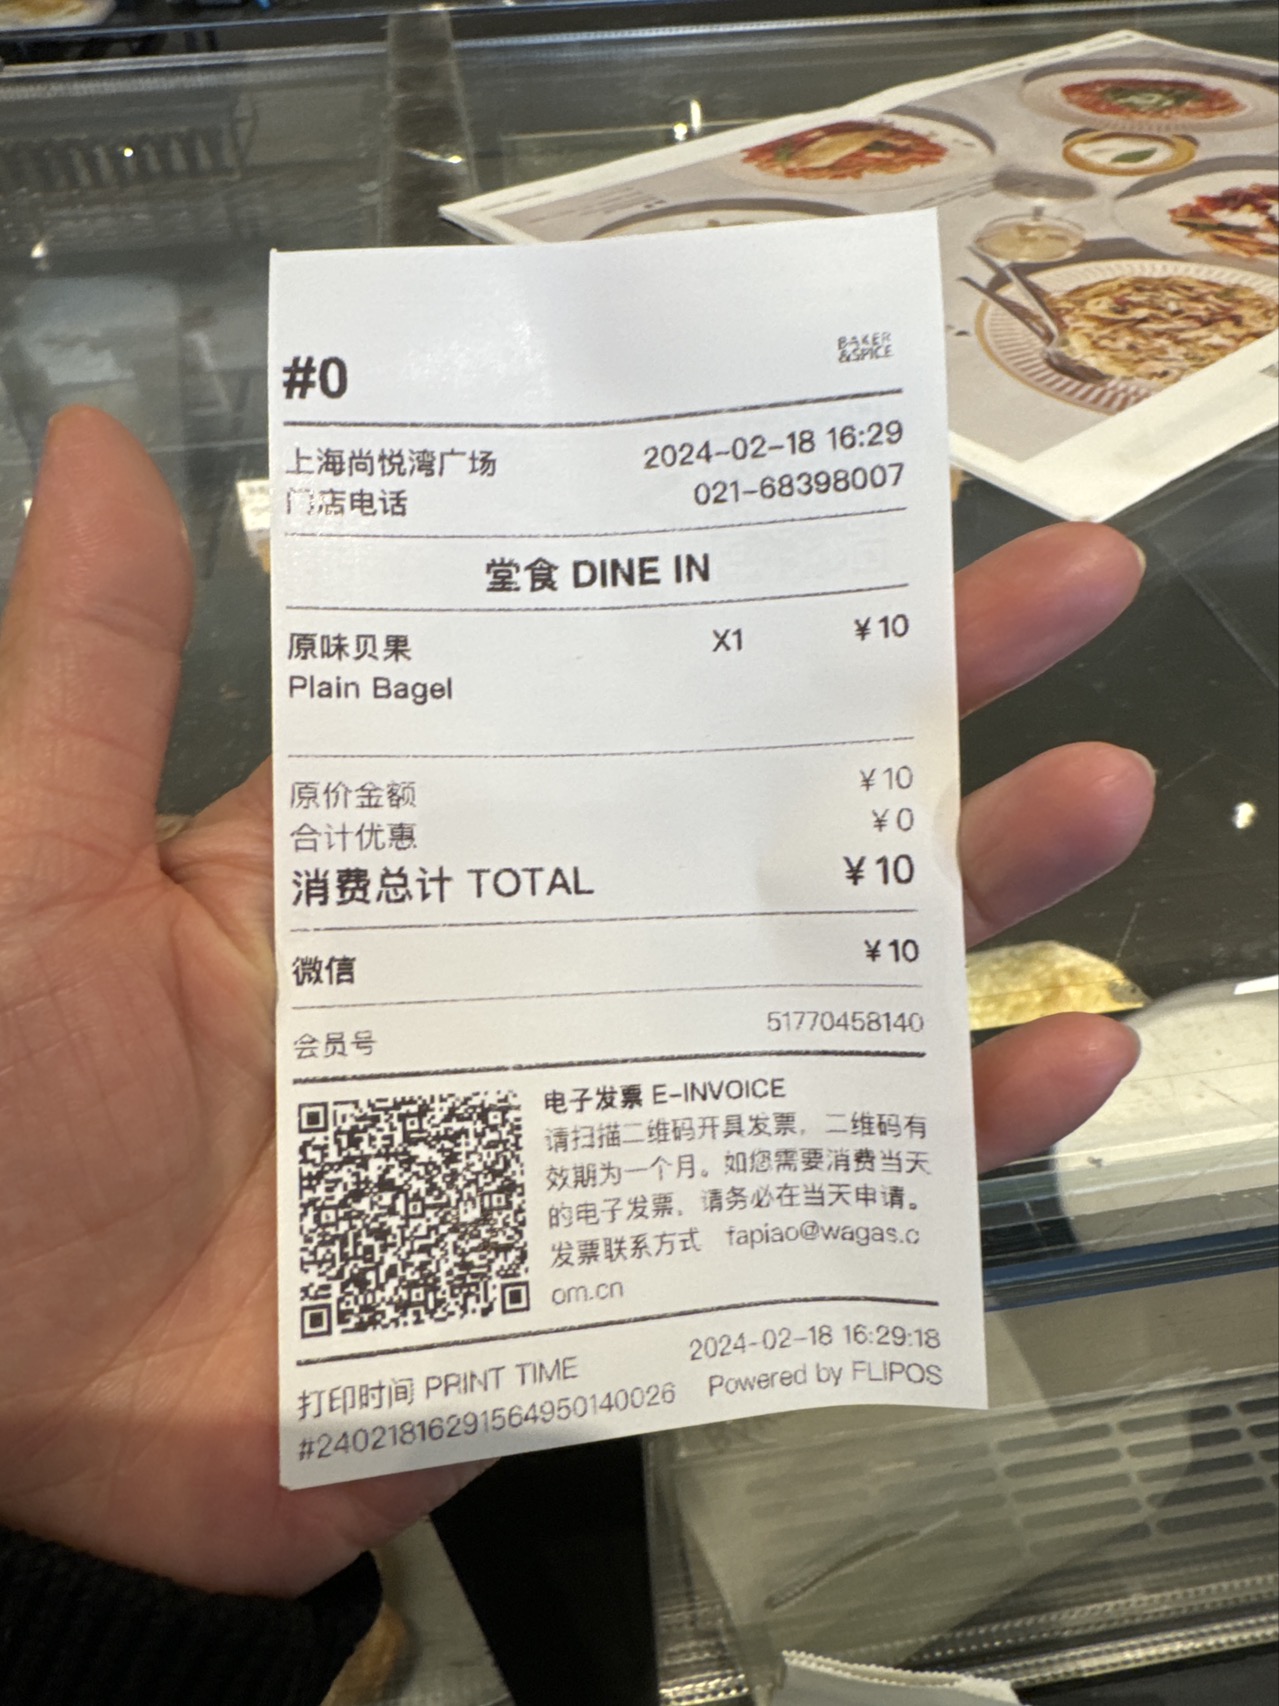 BAKER
&SPICE
#0
上海尚悦湾广场 2024-02-18 16:29
门店电话 021-68398007
堂食 DINE IN
原味贝果 X1 ¥10
Plain Bagel
原价金额 ¥10
合计优惠 ¥0
消费总计 TOTAL ¥10
微信 ¥10
会员号 51770458140
电子发票 E-INVOICE
请扫描二维码开具发票，二维码有
效期为一个月。如您需要消费当天
的电子发票，请务必在当天申请。
发票联系方式 fapiao@wagas.c
om.cn
打印时间 PRINT TIME 2024-02-18 16:29:18
#24021816291564950140026 Powered by FLIPOS